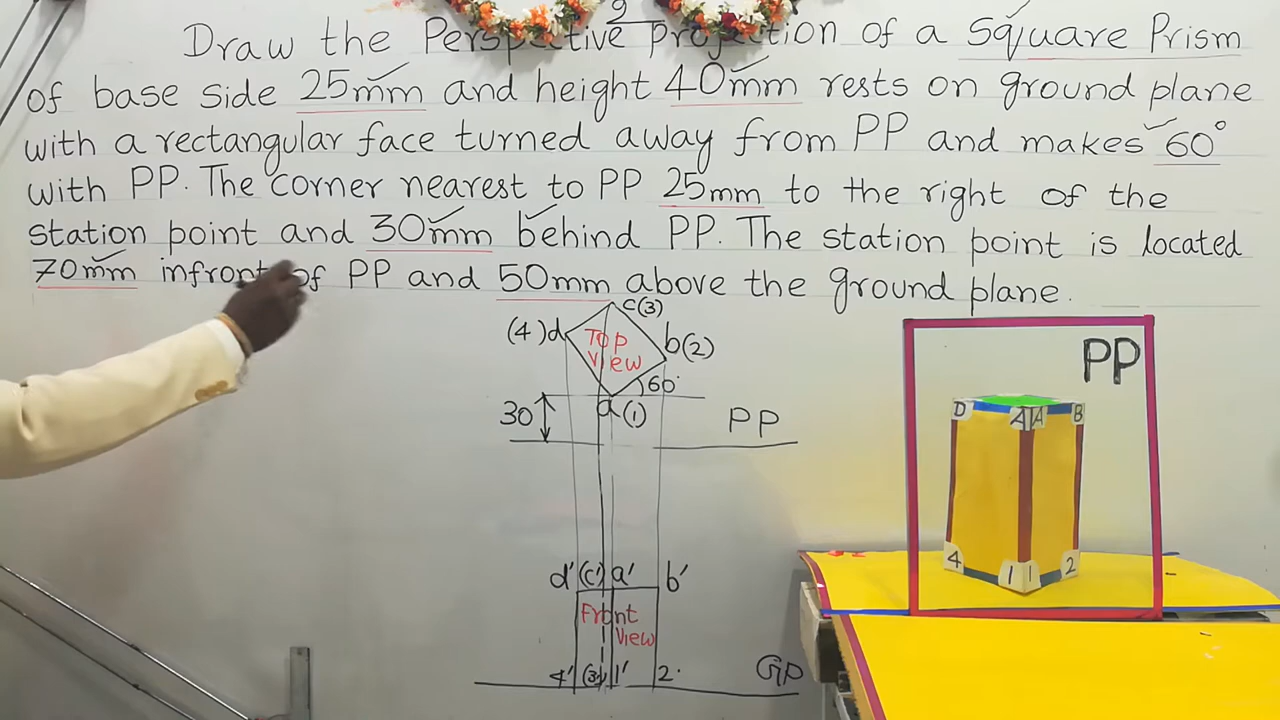 9
Draw the Perspective projection of a Square Prism
of base side 25mm and height 40mm rests on ground plane
with a rectangular face turned away from PP and makes 60°
with PP. The corner nearest to PP 25mm to the right of the
station point and 30mm behind PP. The station point is located
70mm infront of PP and 50mm above the ground plane.
c(3)
(4)d
Top
View
b(2)
60°
30
a(1)
PP
d' (c') a' b'
Front
View
4' (3') 1' 2'
GP
PP
D A A B
4 1 1 2